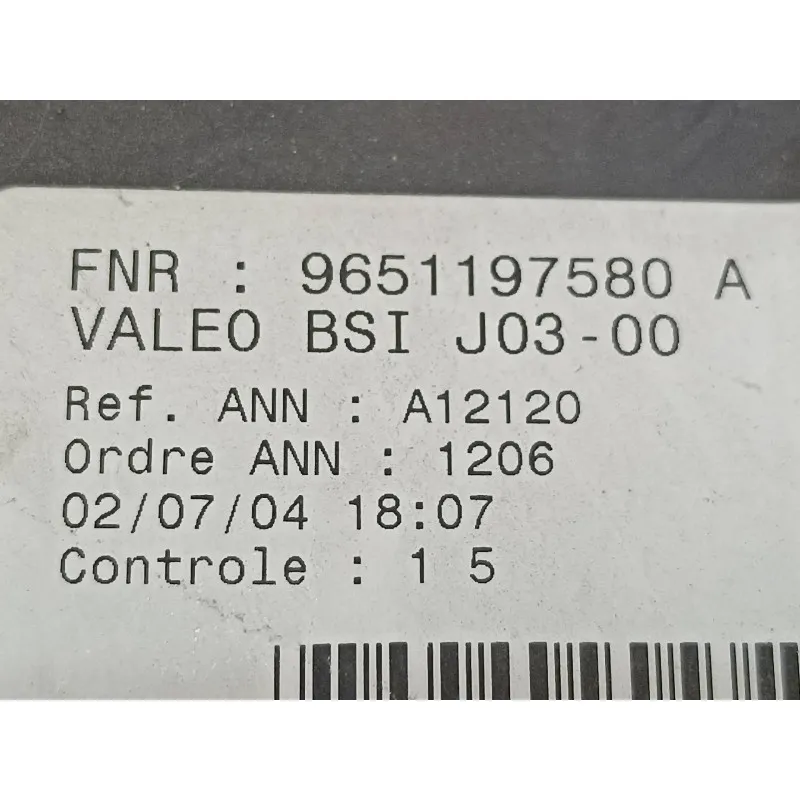 FNR : 9651197580 A
VALEO BSI J03-00
Ref. ANN : A12120
Ordre ANN : 1206
02/07/04 18:07
Controle : 1 5